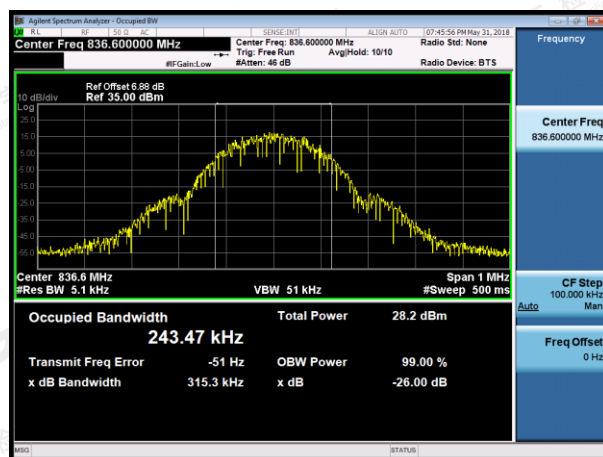 Agilent Spectrum Analyzer - Occupied BW
RL RF 50 Ω AC SENSE:INT ALIGN AUTO 07:45:56 PM May 31, 2018
Center Freq 836.600000 MHz Center Freq: 836.600000 MHz Radio Std: None Frequency
Trig: Free Run Avg|Hold: 10/10
#IFGain:Low #Atten: 46 dB Radio Device: BTS
Ref Offset 6.88 dB
10 dB/div Ref 35.00 dBm
Log
25.0
15.0
5.00
-5.00
-15.0
-25.0
-35.0
-45.0
-55.0
Center Freq
836.600000 MHz
Center 836.6 MHz Span 1 MHz
#Res BW 5.1 kHz VBW 51 kHz #Sweep 500 ms
CF Step
100.000 kHz
Auto Man
Occupied Bandwidth Total Power 28.2 dBm
243.47 kHz
Freq Offset
0 Hz
Transmit Freq Error -51 Hz OBW Power 99.00 %
x dB Bandwidth 315.3 kHz x dB -26.00 dB
MSG STATUS